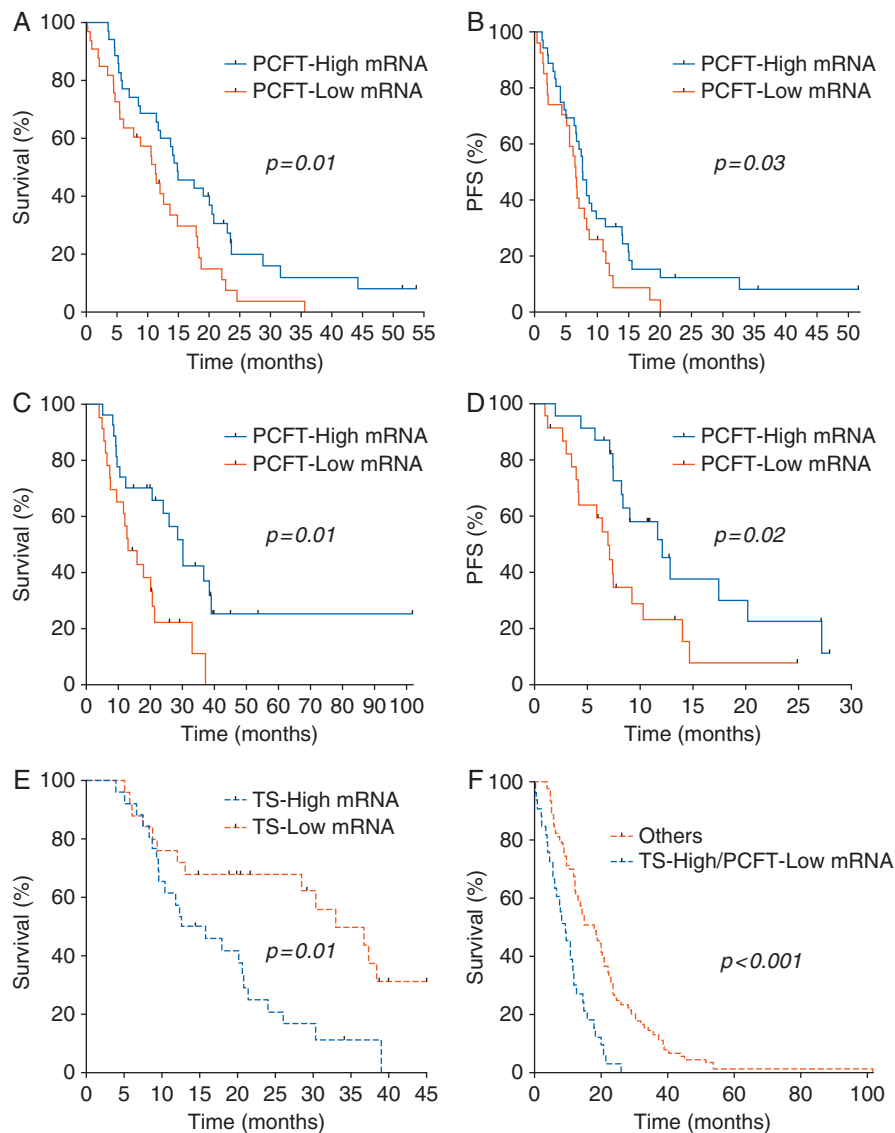 A
100
80
60
40
20
0
Survival (%)
PCFT-High mRNA
PCFT-Low mRNA
p=0.01
0 5 10 15 20 25 30 35 40 45 50 55
Time (months)
B
100
80
60
40
20
0
PFS (%)
PCFT-High mRNA
PCFT-Low mRNA
p=0.03
0 5 10 15 20 25 30 35 40 45 50
Time (months)
C
100
80
60
40
20
0
Survival (%)
PCFT-High mRNA
PCFT-Low mRNA
p=0.01
0 10 20 30 40 50 60 70 80 90 100
Time (months)
D
100
80
60
40
20
0
PFS (%)
PCFT-High mRNA
PCFT-Low mRNA
p=0.02
0 5 10 15 20 25 30
Time (months)
E
100
80
60
40
20
0
Survival (%)
TS-High mRNA
TS-Low mRNA
p=0.01
0 5 10 15 20 25 30 35 40 45
Time (months)
F
100
80
60
40
20
0
Survival (%)
Others
TS-High/PCFT-Low mRNA
p<0.001
0 20 40 60 80 100
Time (months)